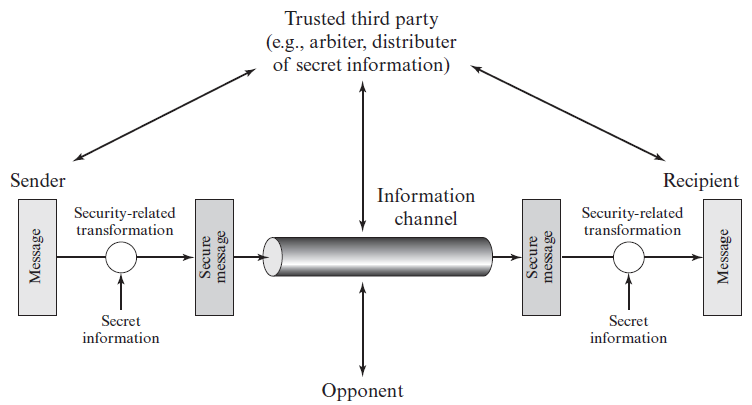 Trusted third party
(e.g., arbiter, distributer
of secret information)
Sender
Recipient
Information
channel
Security-related
transformation
Security-related
transformation
Message
Secure
message
Secure
message
Message
Secret
information
Secret
information
Opponent